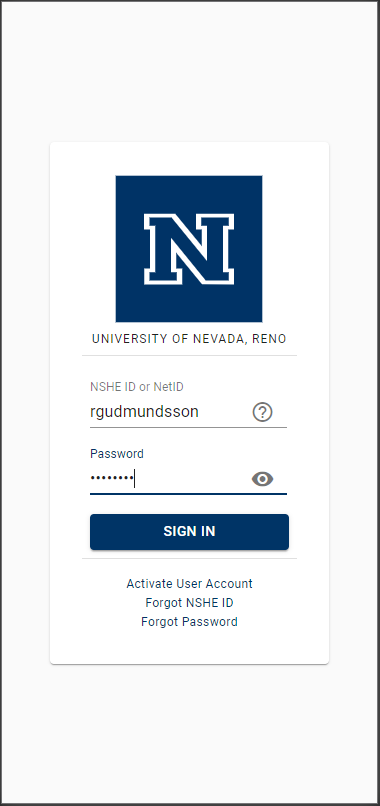 N
UNIVERSITY OF NEVADA, RENO
NSHE ID or NetID
rgudmundsson
?
Password
••••••••
SIGN IN
Activate User Account
Forgot NSHE ID
Forgot Password